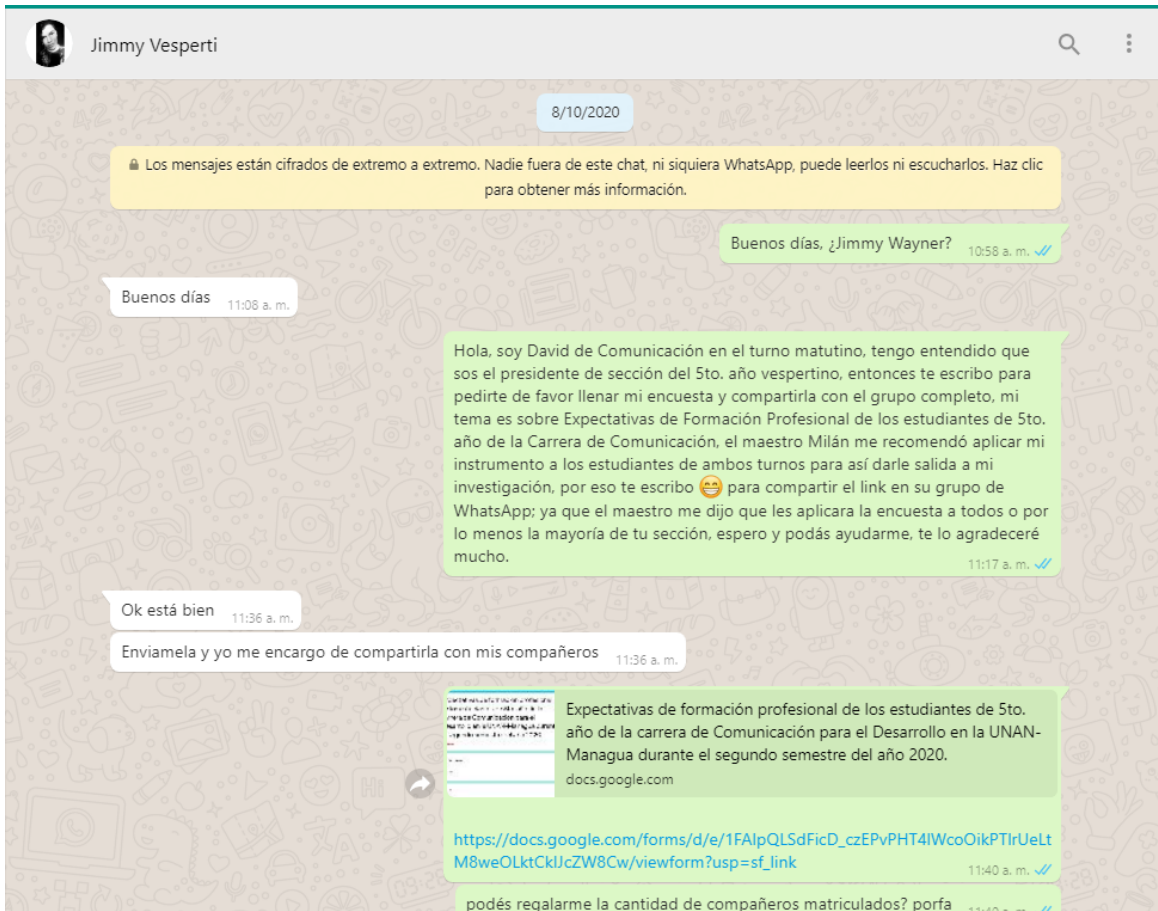 Jimmy Vesperti
8/10/2020
Los mensajes están cifrados de extremo a extremo. Nadie fuera de este chat, ni siquiera WhatsApp, puede leerlos ni escucharlos. Haz clic
para obtener más información.
Buenos días, ¿Jimmy Wayner? 10:58 a. m.
Buenos días 11:08 a. m.
Hola, soy David de Comunicación en el turno matutino, tengo entendido que
sos el presidente de sección del 5to. año vespertino, entonces te escribo para
pedirte de favor llenar mi encuesta y compartirla con el grupo completo, mi
tema es sobre Expectativas de Formación Profesional de los estudiantes de 5to.
año de la Carrera de Comunicación, el maestro Milán me recomendó aplicar mi
instrumento a los estudiantes de ambos turnos para así darle salida a mi
investigación, por eso te escribo 😁 para compartir el link en su grupo de
WhatsApp; ya que el maestro me dijo que les aplicara la encuesta a todos o por
lo menos la mayoría de tu sección, espero y podás ayudarme, te lo agradeceré
mucho. 11:17 a. m.
Ok está bien 11:36 a. m.
Enviamela y yo me encargo de compartirla con mis compañeros 11:36 a. m.
Expectativas de formación profesional de los estudiantes de 5to.
año de la carrera de Comunicación para el Desarrollo en la UNAN-
Managua durante el segundo semestre del año 2020.
docs.google.com
https://docs.google.com/forms/d/e/1FAIpQLSdFicD_czEPvPHT4lWcoOikPTIrUeLt
M8weOLktCklJcZW8Cw/viewform?usp=sf_link 11:40 a. m.
podés regalarme la cantidad de compañeros matriculados? porfa